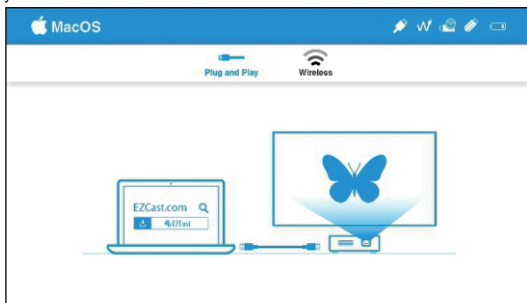 MacOS
Plug and Play
Wireless
EZCast.com
EZCast